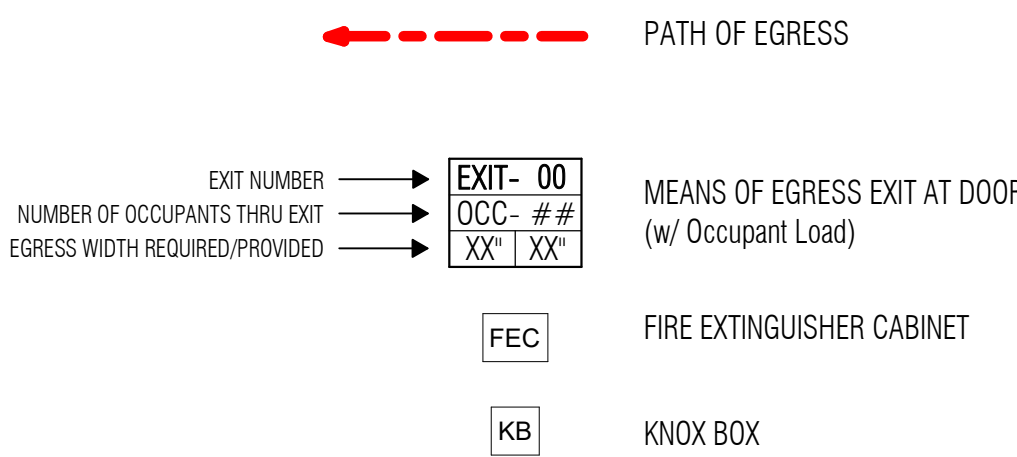 PATH OF EGRESS
EXIT NUMBER
EXIT- 00
NUMBER OF OCCUPANTS THRU EXIT
OCC- ##
EGRESS WIDTH REQUIRED/PROVIDED
XX" XX"
MEANS OF EGRESS EXIT AT DOOR
(w/ Occupant Load)
FEC
FIRE EXTINGUISHER CABINET
KB
KNOX BOX